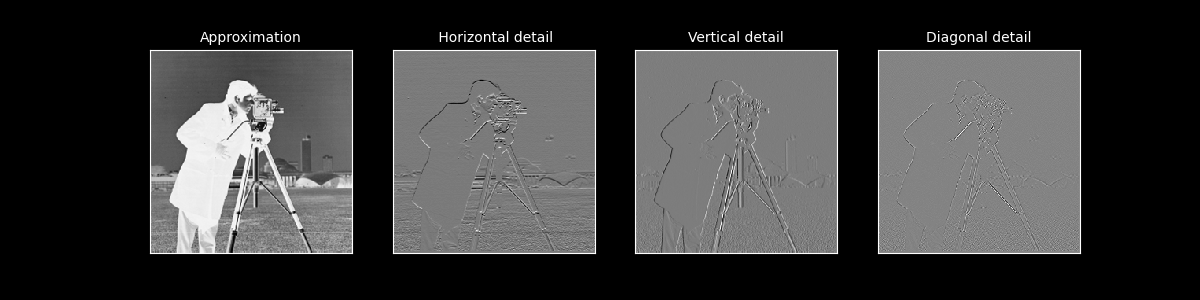 Approximation
Horizontal detail
Vertical detail
Diagonal detail